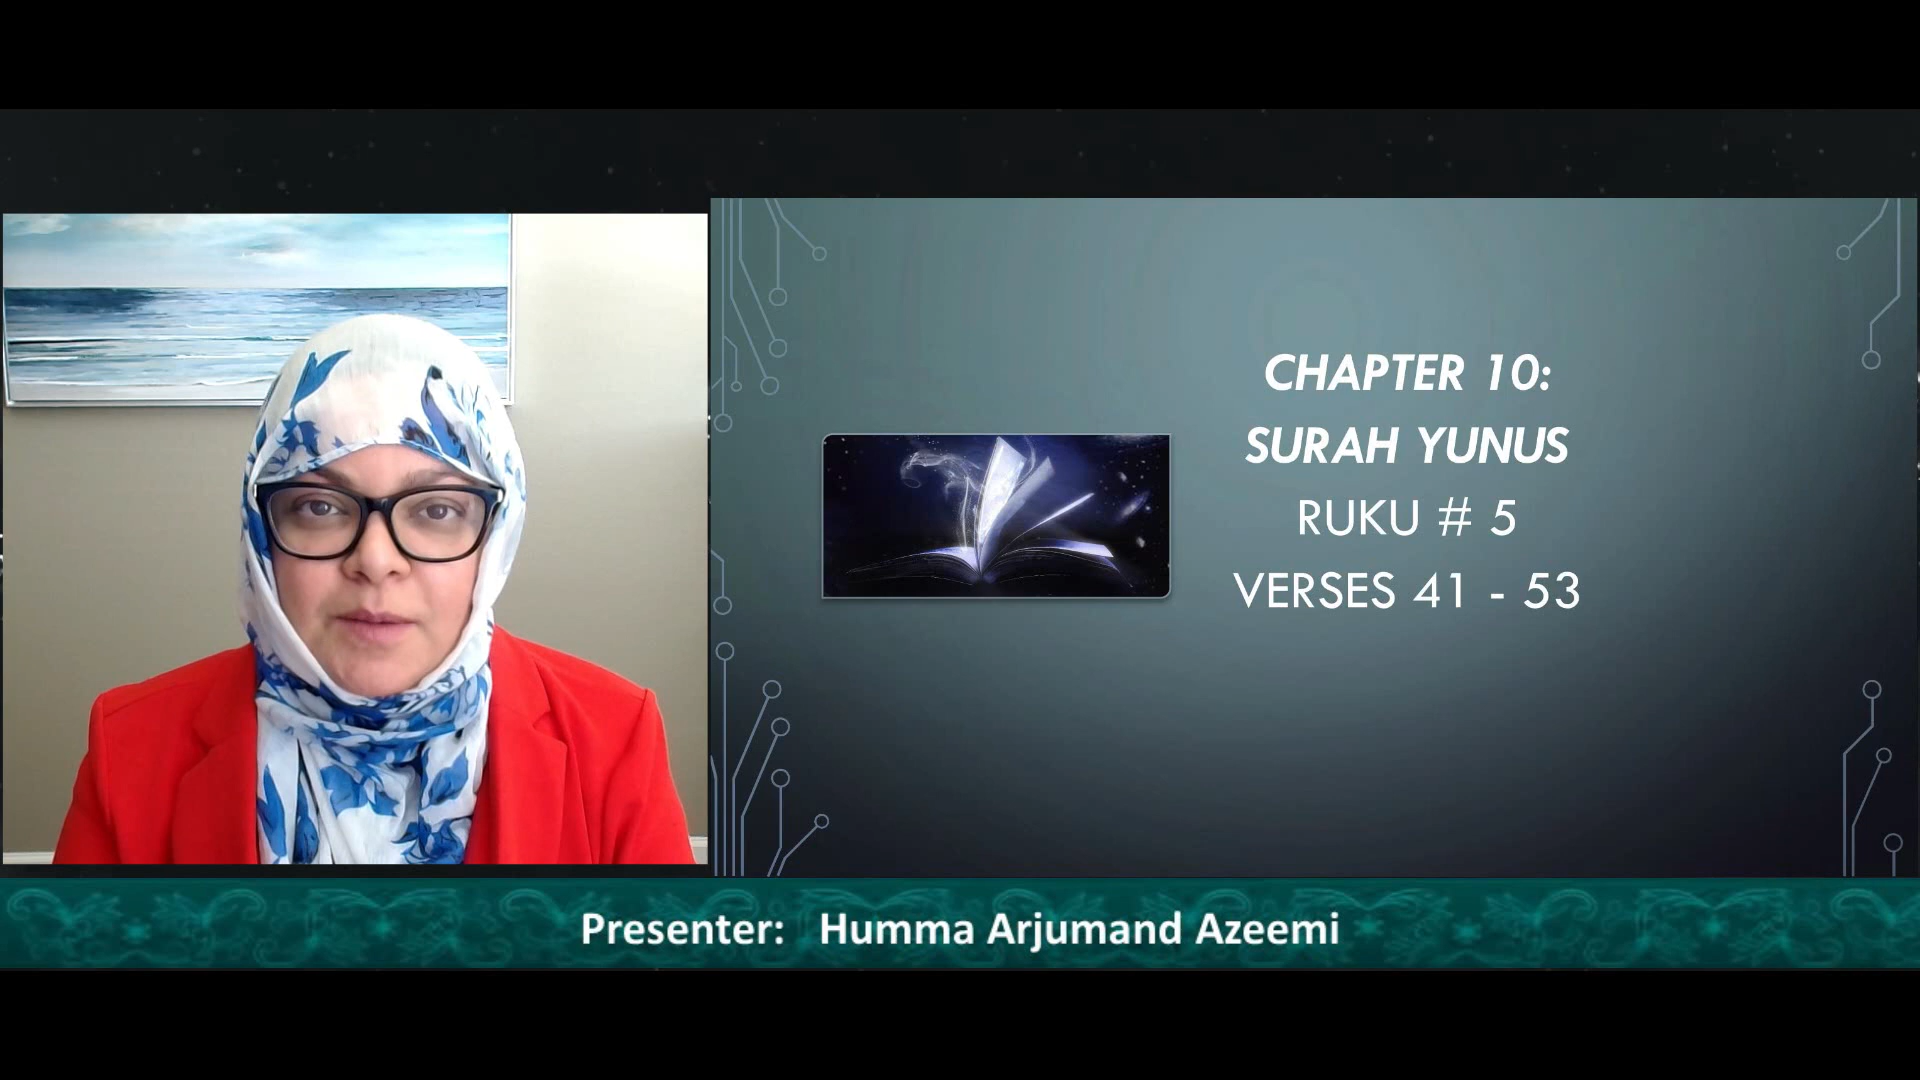 CHAPTER 10:
SURAH YUNUS
RUKU # 5
VERSES 41 - 53
Presenter: Humma Arjumand Azeemi